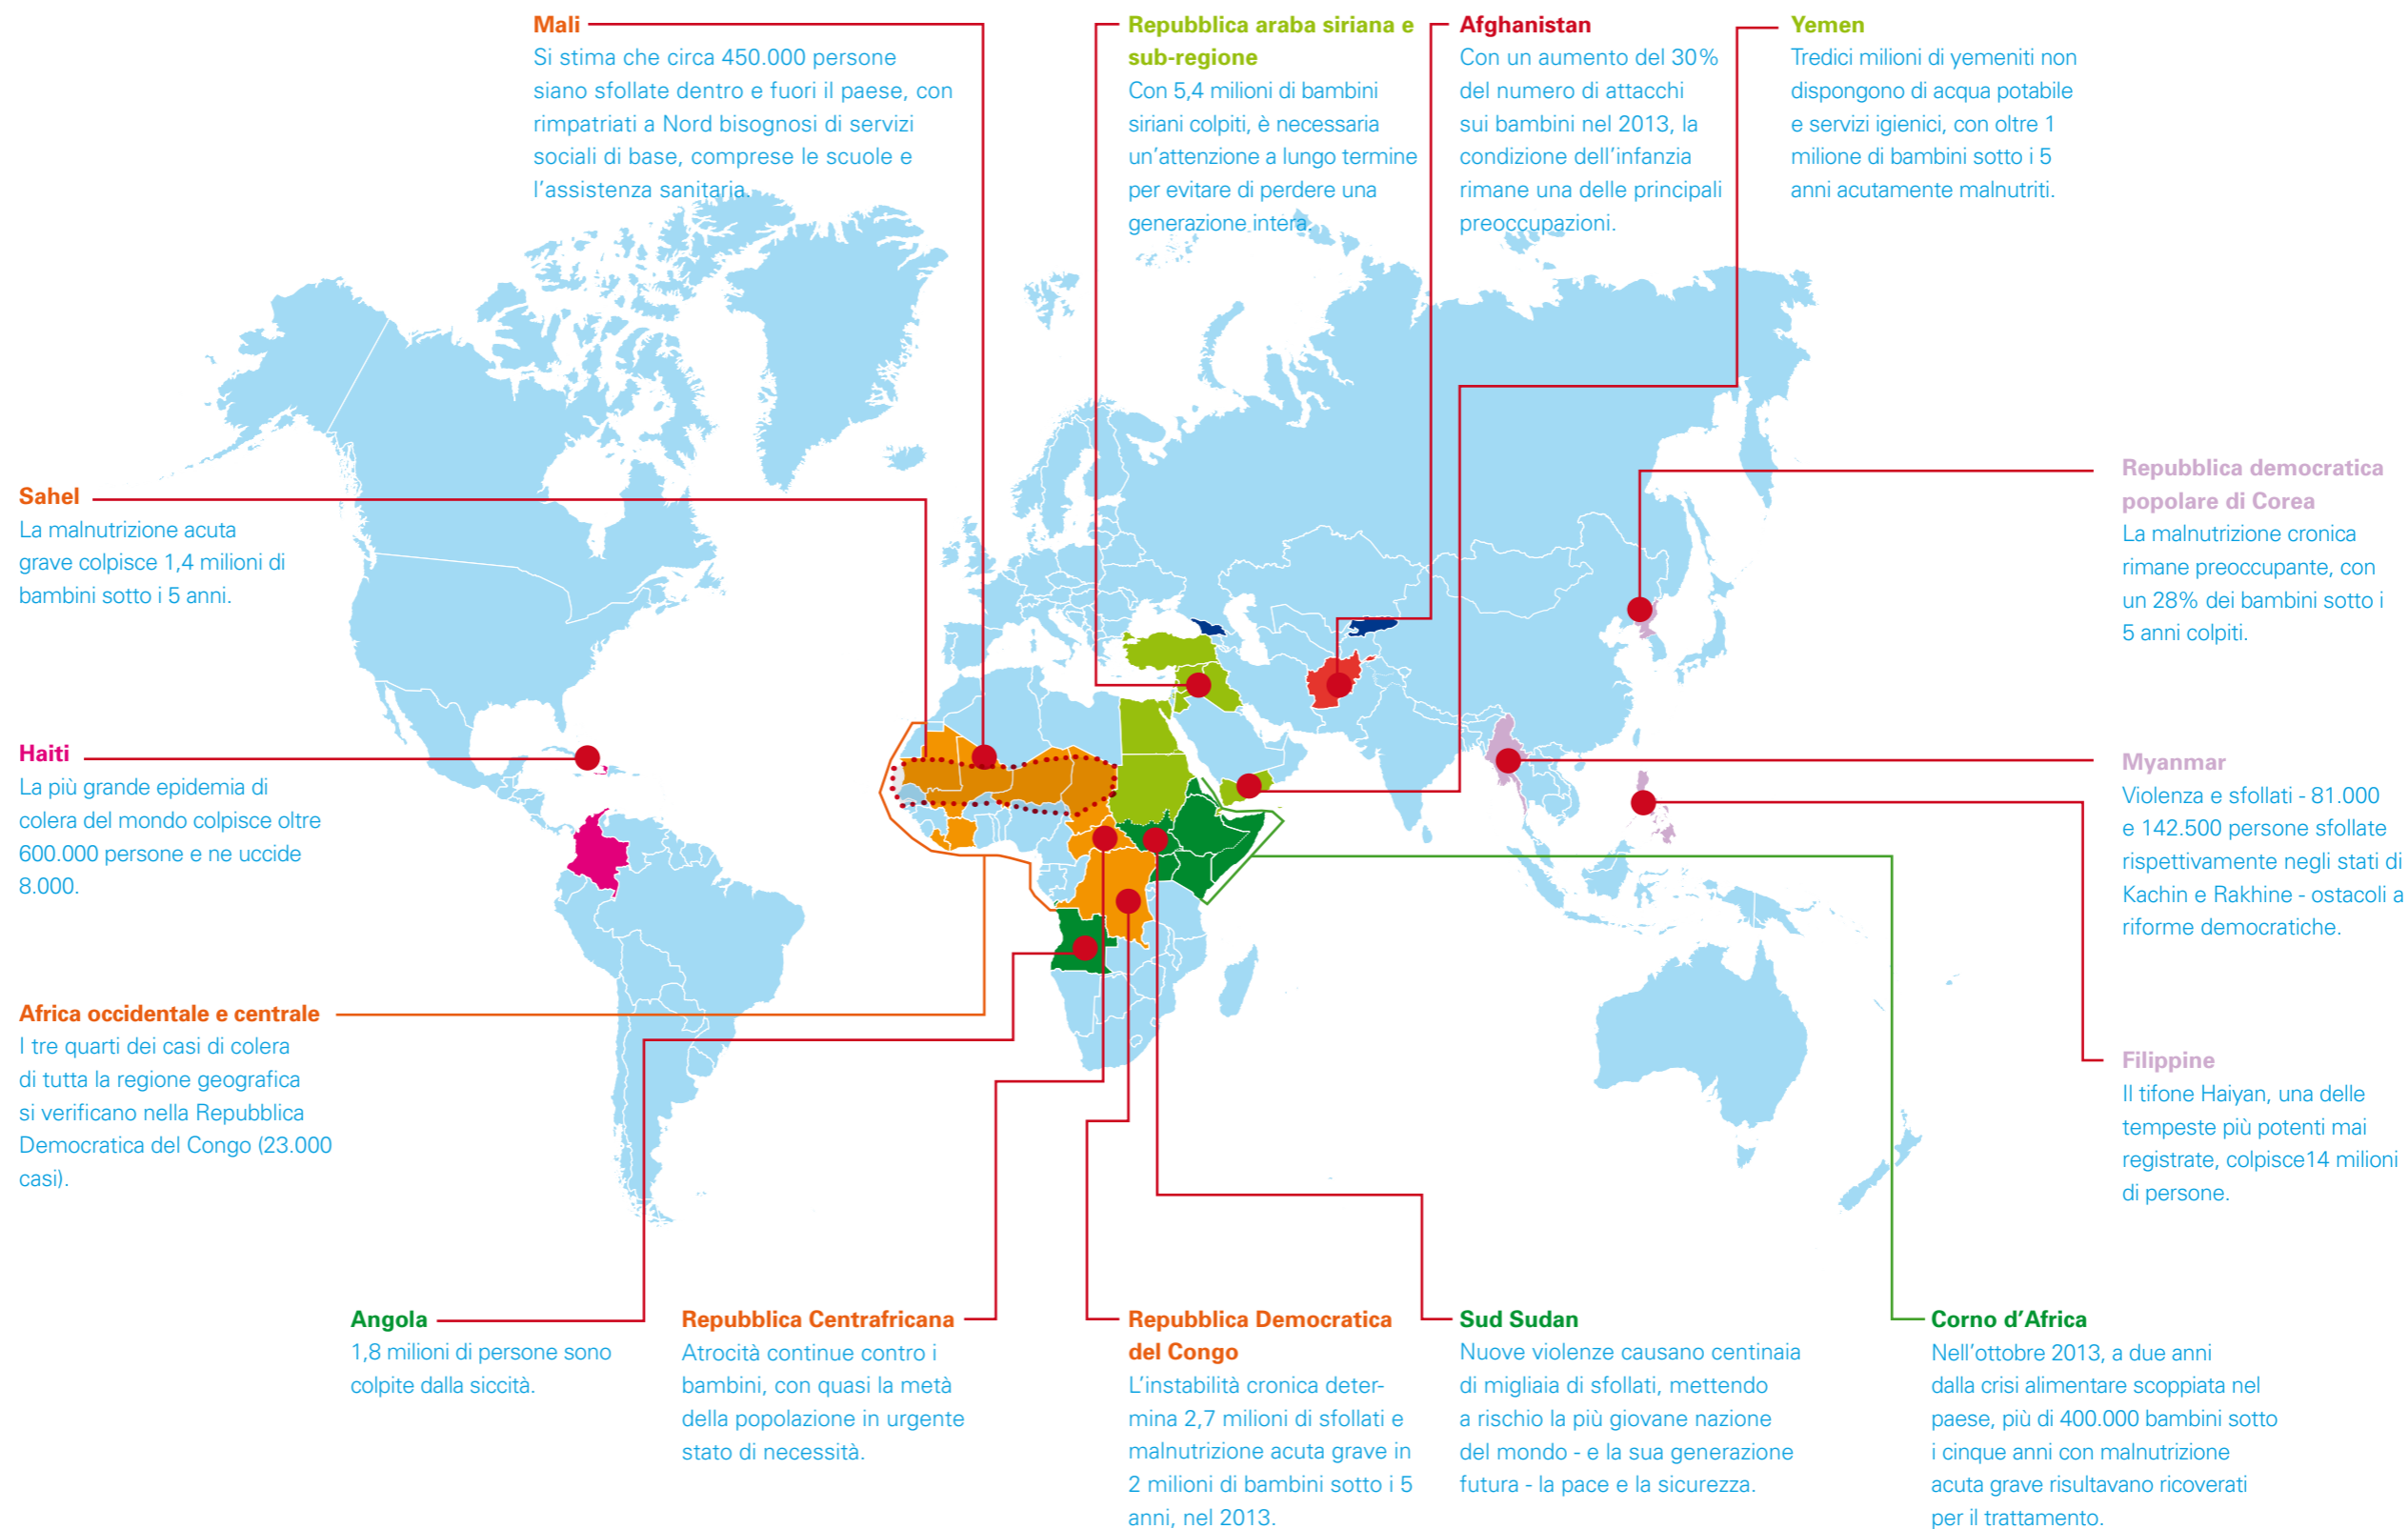 Mali
Si stima che circa 450.000 persone
siano sfollate dentro e fuori il paese, con
rimpatriati a Nord bisognosi di servizi
sociali di base, comprese le scuole e
l'assistenza sanitaria.
Repubblica araba siriana e
sub-regione
Con 5,4 milioni di bambini
siriani colpiti, è necessaria
un'attenzione a lungo termine
per evitare di perdere una
generazione intera.
Afghanistan
Con un aumento del 30%
del numero di attacchi
sui bambini nel 2013, la
condizione dell'infanzia
rimane una delle principali
preoccupazioni.
Yemen
Tredici milioni di yemeniti non
dispongono di acqua potabile
e servizi igienici, con oltre 1
milione di bambini sotto i 5
anni acutamente malnutriti.
Sahel
La malnutrizione acuta
grave colpisce 1,4 milioni di
bambini sotto i 5 anni.
Repubblica democratica
popolare di Corea
La malnutrizione cronica
rimane preoccupante, con
un 28% dei bambini sotto i
5 anni colpiti.
Haiti
La più grande epidemia di
colera del mondo colpisce oltre
600.000 persone e ne uccide
8.000.
Myanmar
Violenza e sfollati - 81.000
e 142.500 persone sfollate
rispettivamente negli stati di
Kachin e Rakhine - ostacoli a
riforme democratiche.
Africa occidentale e centrale
I tre quarti dei casi di colera
di tutta la regione geografica
si verificano nella Repubblica
Democratica del Congo (23.000
casi).
Filippine
Il tifone Haiyan, una delle
tempeste più potenti mai
registrate, colpisce14 milioni
di persone.
Angola
1,8 milioni di persone sono
colpite dalla siccità.
Repubblica Centrafricana
Atrocità continue contro i
bambini, con quasi la metà
della popolazione in urgente
stato di necessità.
Repubblica Democratica
del Congo
L'instabilità cronica deter-
mina 2,7 milioni di sfollati e
malnutrizione acuta grave in
2 milioni di bambini sotto i 5
anni, nel 2013.
Sud Sudan
Nuove violenze causano centinaia
di migliaia di sfollati, mettendo
a rischio la più giovane nazione
del mondo - e la sua generazione
futura - la pace e la sicurezza.
Corno d'Africa
Nell'ottobre 2013, a due anni
dalla crisi alimentare scoppiata nel
paese, più di 400.000 bambini sotto
i cinque anni con malnutrizione
acuta grave risultavano ricoverati
per il trattamento.